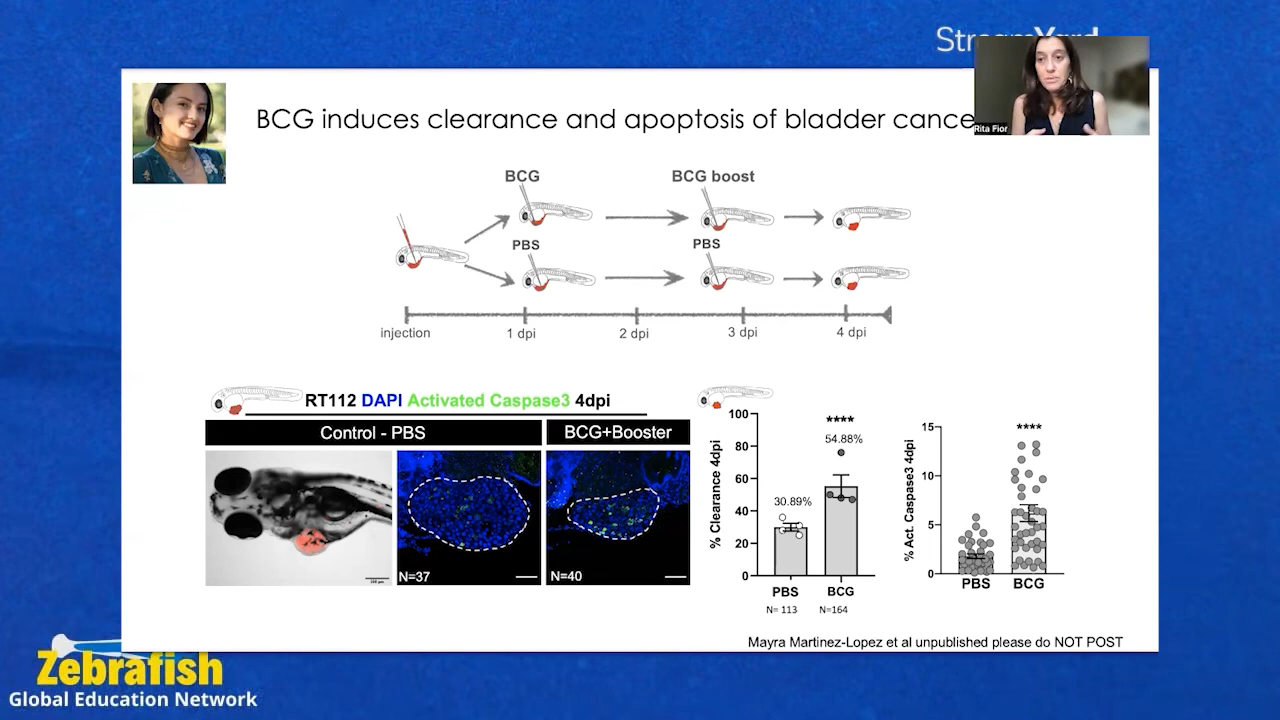 BCG induces clearance and apoptosis of bladder cance
Rita Fior
BCG
BCG boost
PBS
PBS
injection
1 dpi
2 dpi
3 dpi
4 dpi
RT112 DAPI Activated Caspase3 4dpi
Control - PBS
BCG+Booster
N=37
N=40
% Clearance 4dpi
100
80
60
40
20
0
30.89%
****
54.88%
PBS
BCG
N= 113
N=164
% Act. Caspase3 4dpi
15
10
5
0
****
PBS
BCG
Mayra Martinez-Lopez et al unpublished please do NOT POST
Zebrafish
Global Education Network